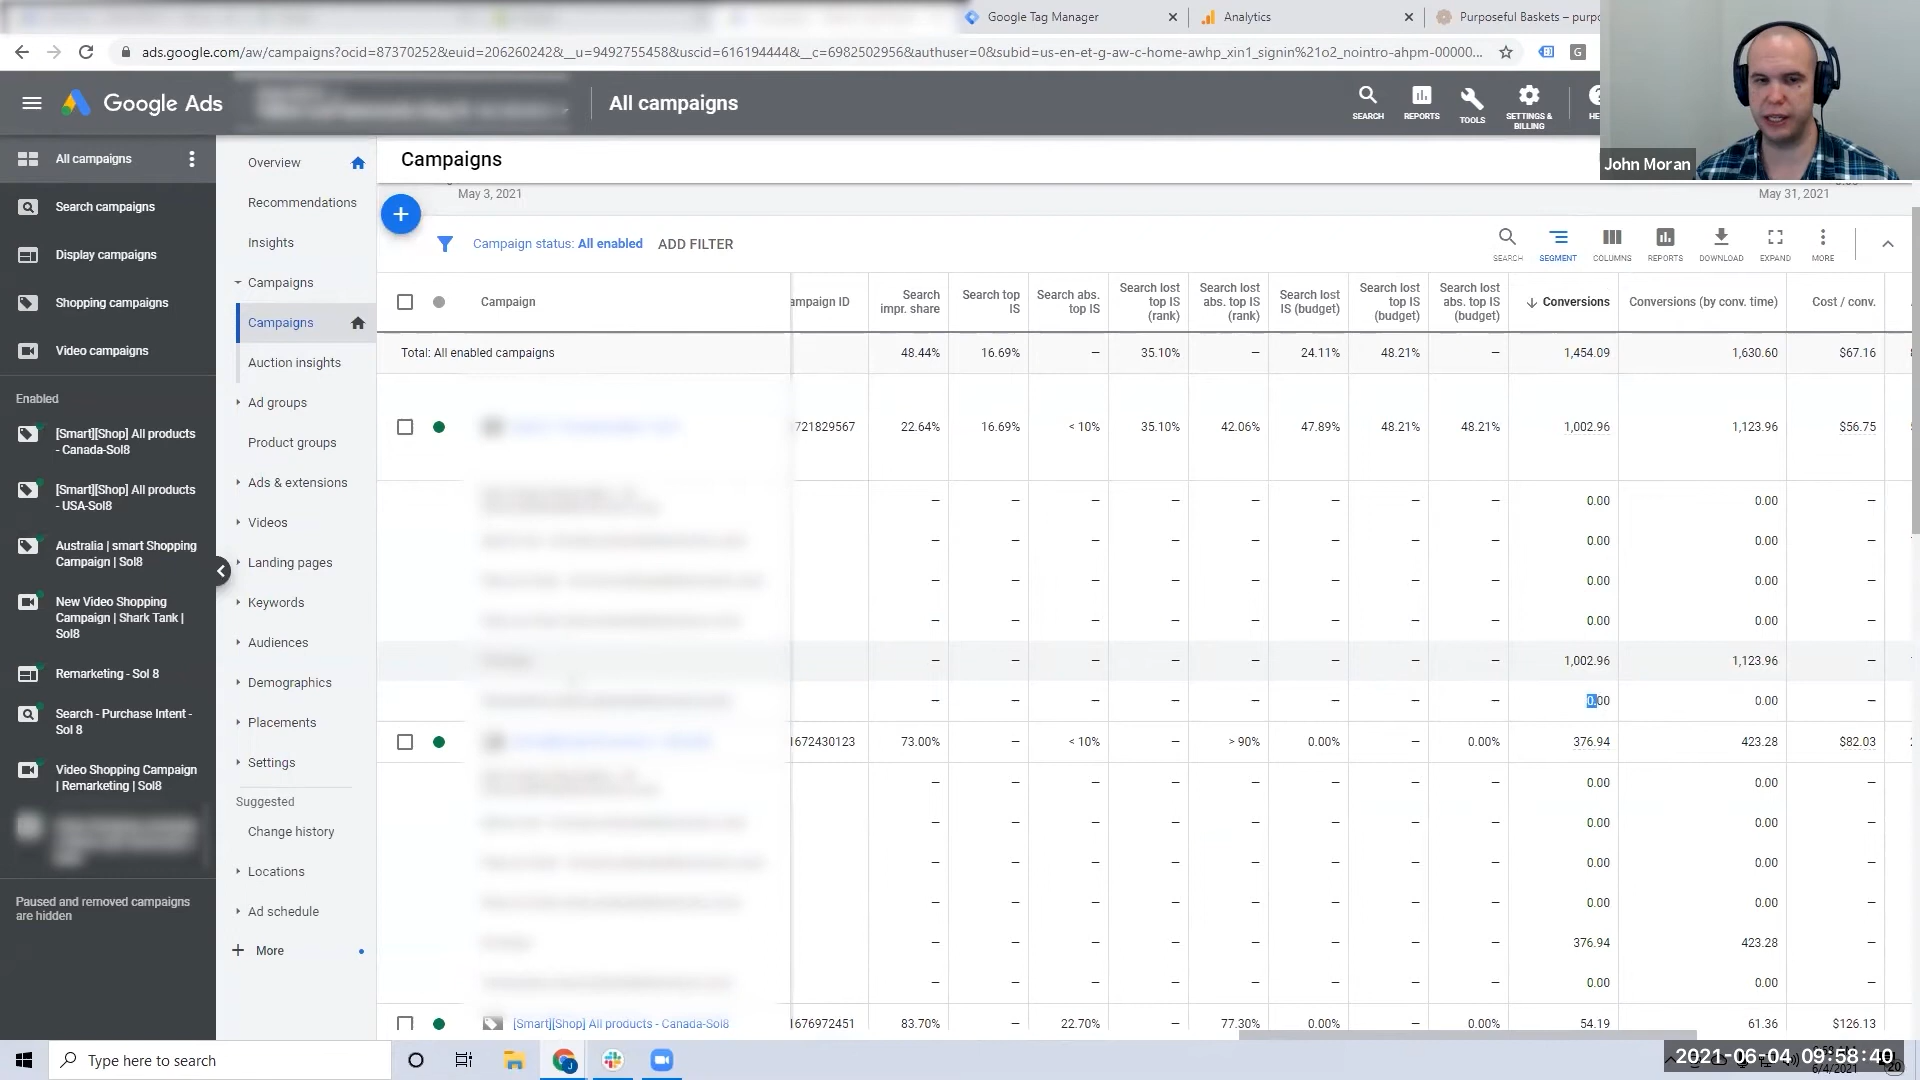 Google Tag Manager
Analytics
Purposeful Baskets – purpo
ads.google.com/aw/campaigns?ocid=87370252&euid=206260242&__u=9492755458&uscid=616194444&__c=6982502956&authuser=0&subid=us-en-et-g-aw-c-home-awhp_xin1_signin%21o2_nointro-ahpm-00000...
G
Google Ads
All campaigns
SEARCH
REPORTS
TOOLS
SETTINGS &
BILLING
HE
John Moran
All campaigns
Search campaigns
Display campaigns
Shopping campaigns
Video campaigns
Enabled
[Smart][Shop] All products
- Canada-Sol8
[Smart][Shop] All products
- USA-Sol8
Australia | smart Shopping
Campaign | Sol8
New Video Shopping
Campaign | Shark Tank |
Sol8
Remarketing - Sol 8
Search - Purchase Intent -
Sol 8
Video Shopping Campaign
| Remarketing | Sol8
Paused and removed campaigns
are hidden
Overview
Recommendations
Insights
Campaigns
Campaigns
Auction insights
Ad groups
Product groups
Ads & extensions
Videos
Landing pages
Keywords
Audiences
Demographics
Placements
Settings
Suggested
Change history
Locations
Ad schedule
More
Campaigns
May 3, 2021
May 31, 2021
Campaign status: All enabled
ADD FILTER
SEARCH
SEGMENT
COLUMNS
REPORTS
DOWNLOAD
EXPAND
MORE
Campaign
ampaign ID
Search
impr. share
Search top
IS
Search abs.
top IS
Search lost
top IS
(rank)
Search lost
abs. top IS
(rank)
Search lost
IS (budget)
Search lost
top IS
(budget)
Search lost
abs. top IS
(budget)
Conversions
Conversions (by conv. time)
Cost / conv.
Total: All enabled campaigns 48.44% 16.69% — 35.10% — 24.11% 48.21% — 1,454.09 1,630.60 $67.16
721829567 22.64% 16.69% < 10% 35.10% 42.06% 47.89% 48.21% 48.21% 1,002.96 1,123.96 $56.75
— — — — — — — — 0.00 0.00 —
— — — — — — — — 0.00 0.00 —
— — — — — — — — 0.00 0.00 —
— — — — — — — — 0.00 0.00 —
— — — — — — — — 1,002.96 1,123.96 —
— — — — — — — — 0.00 0.00 —
1672430123 73.00% — < 10% — > 90% 0.00% — 0.00% 376.94 423.28 $82.03
— — — — — — — — 0.00 0.00 —
— — — — — — — — 0.00 0.00 —
— — — — — — — — 0.00 0.00 —
— — — — — — — — 0.00 0.00 —
— — — — — — — — 376.94 423.28 —
— — — — — — — — 0.00 0.00 —
[Smart][Shop] All products - Canada-Sol8 1676972451 83.70% — 22.70% — 77.30% 0.00% — 0.00% 54.19 61.36 $126.13
Type here to search
2021-06-04 09:58:40
6/4/2021
20